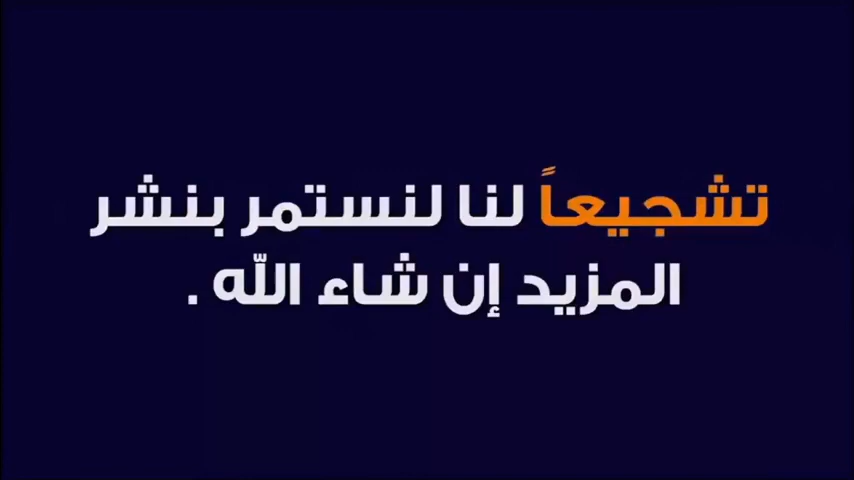 تشجيعاً لنا لنستمر بنشر
المزيد إن شاء الله .